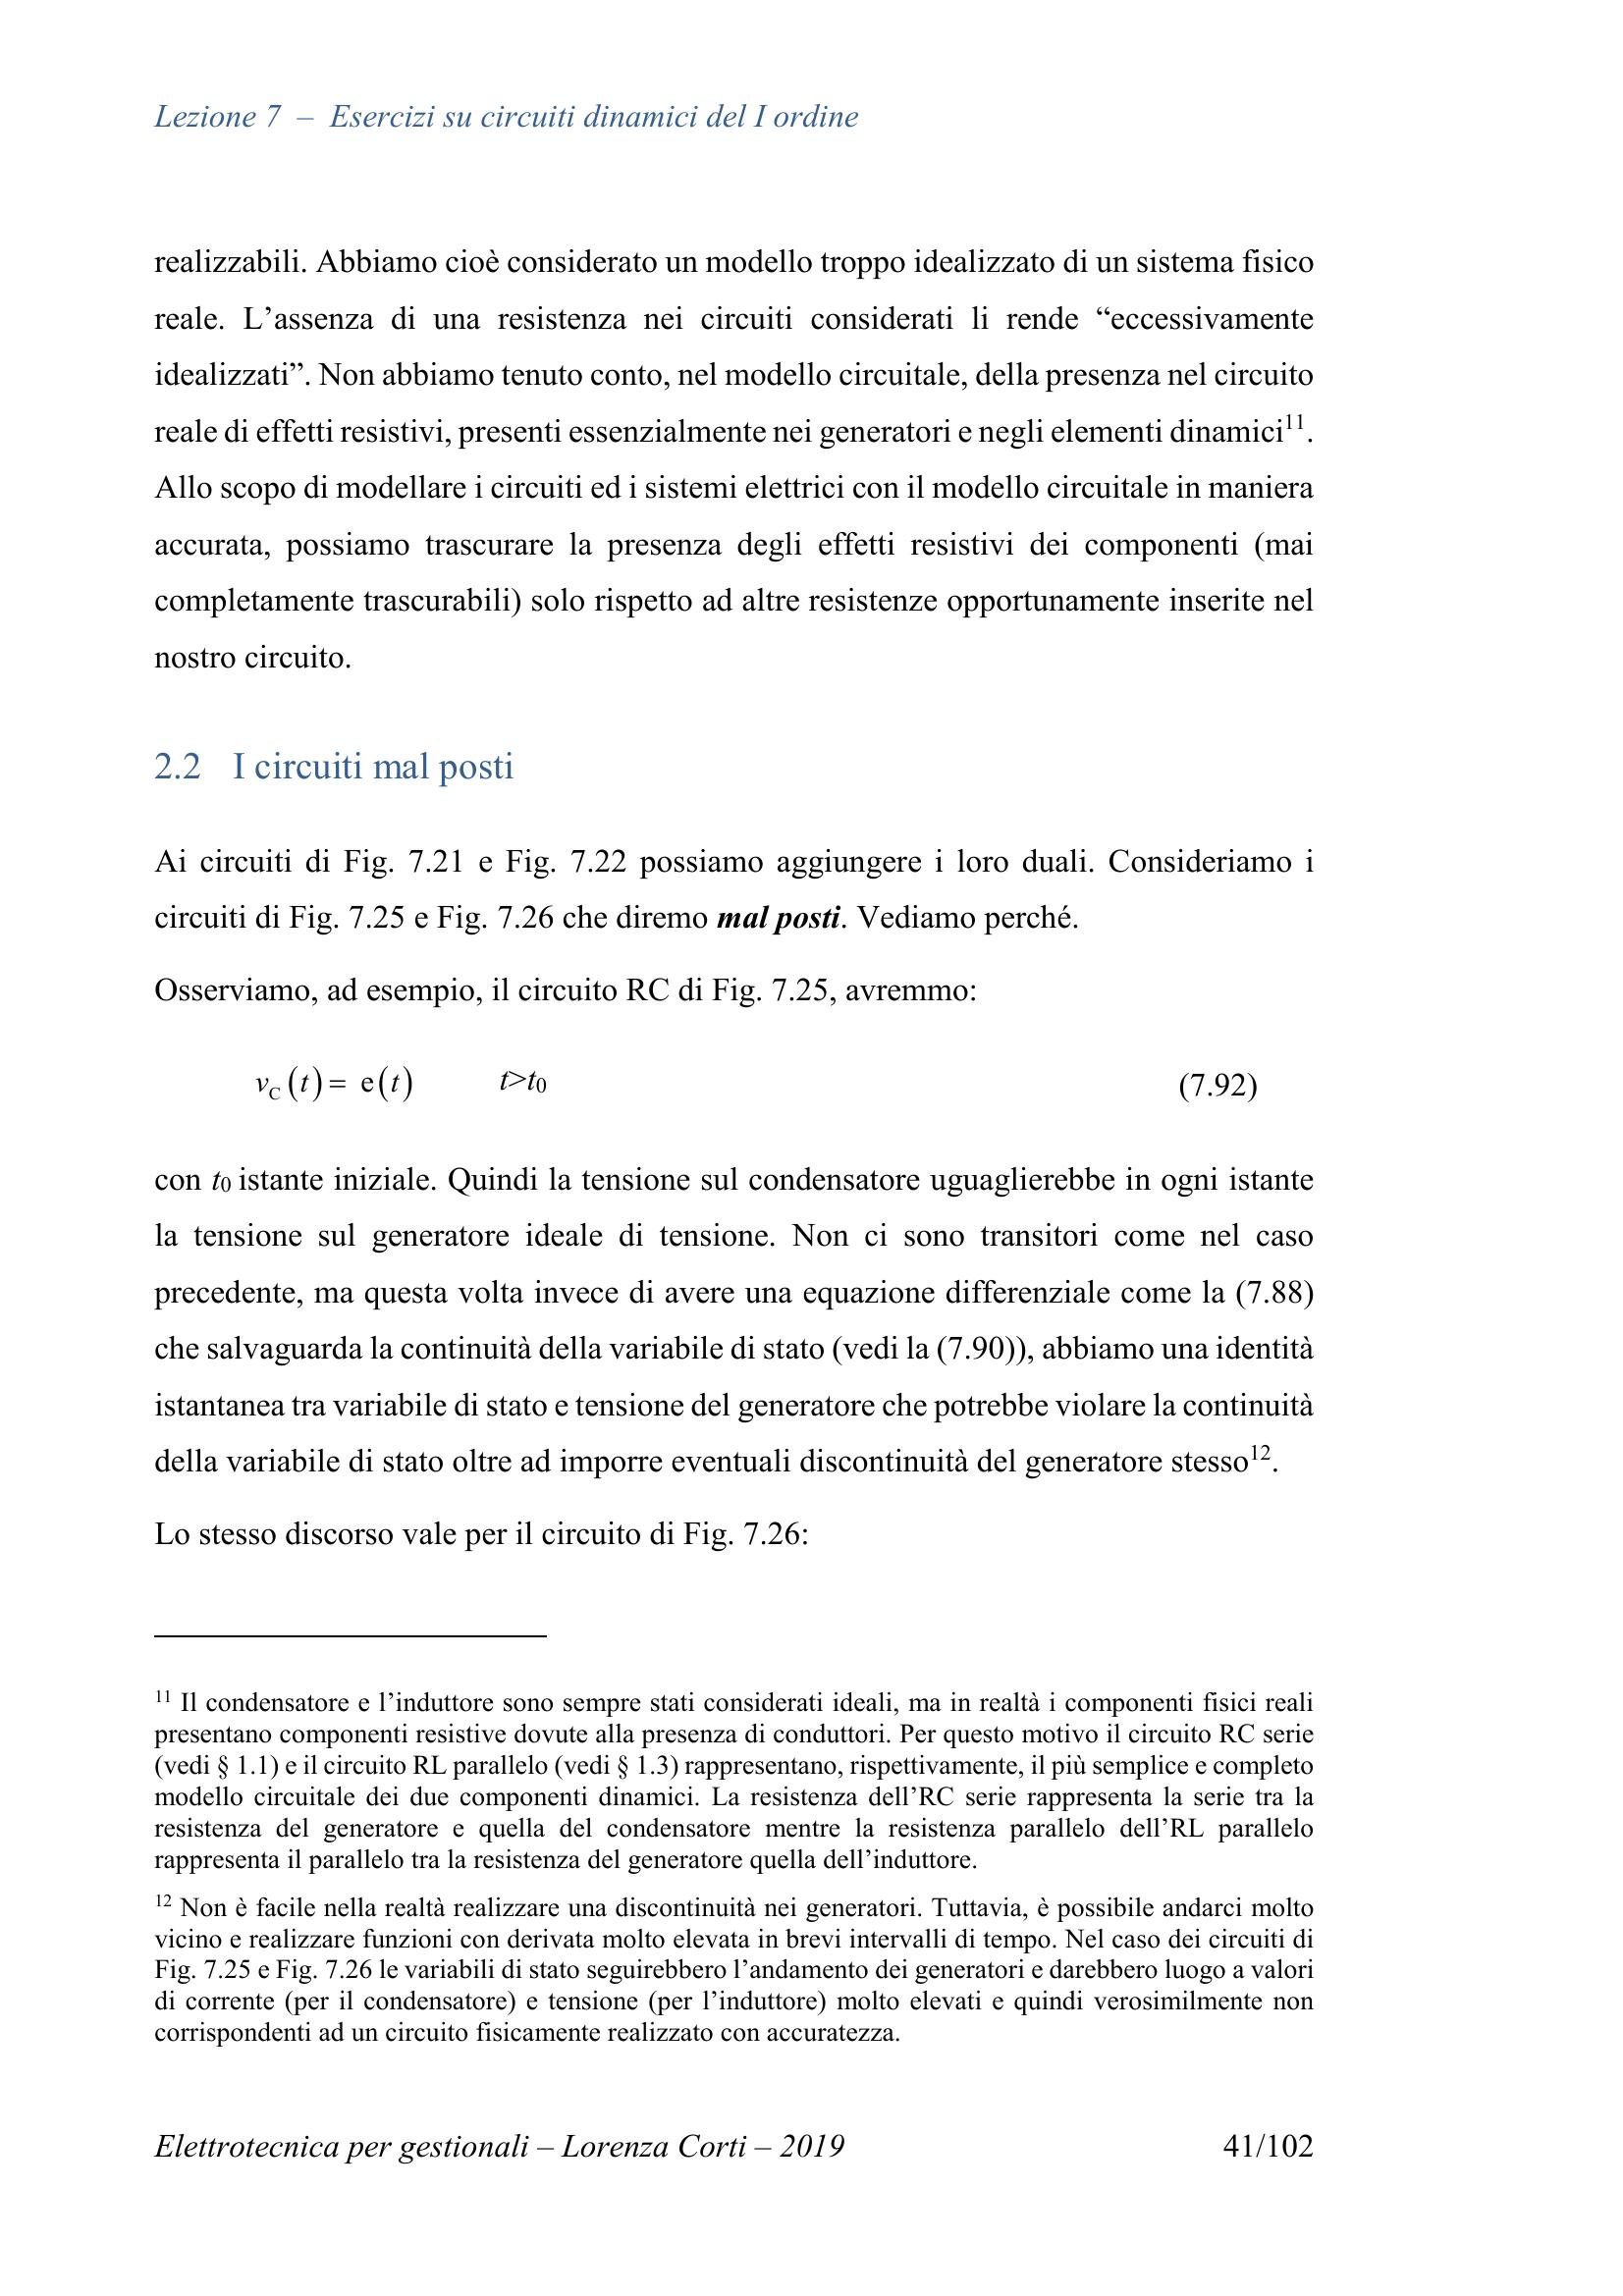 Lezione 7 – Esercizi su circuiti dinamici del I ordine
realizzabili. Abbiamo cioè considerato un modello troppo idealizzato di un sistema fisico
reale. L’assenza di una resistenza nei circuiti considerati li rende “eccessivamente
idealizzati”. Non abbiamo tenuto conto, nel modello circuitale, della presenza nel circuito
reale di effetti resistivi, presenti essenzialmente nei generatori e negli elementi dinamici¹¹.
Allo scopo di modellare i circuiti ed i sistemi elettrici con il modello circuitale in maniera
accurata, possiamo trascurare la presenza degli effetti resistivi dei componenti (mai
completamente trascurabili) solo rispetto ad altre resistenze opportunamente inserite nel
nostro circuito.
2.2 I circuiti mal posti
Ai circuiti di Fig. 7.21 e Fig. 7.22 possiamo aggiungere i loro duali. Consideriamo i
circuiti di Fig. 7.25 e Fig. 7.26 che diremo mal posti. Vediamo perché.
Osserviamo, ad esempio, il circuito RC di Fig. 7.25, avremmo:
v_C(t) = e(t) t>t₀ (7.92)
con t₀ istante iniziale. Quindi la tensione sul condensatore uguaglierebbe in ogni istante
la tensione sul generatore ideale di tensione. Non ci sono transitori come nel caso
precedente, ma questa volta invece di avere una equazione differenziale come la (7.88)
che salvaguarda la continuità della variabile di stato (vedi la (7.90)), abbiamo una identità
istantanea tra variabile di stato e tensione del generatore che potrebbe violare la continuità
della variabile di stato oltre ad imporre eventuali discontinuità del generatore stesso¹².
Lo stesso discorso vale per il circuito di Fig. 7.26:
¹¹ Il condensatore e l’induttore sono sempre stati considerati ideali, ma in realtà i componenti fisici reali
presentano componenti resistive dovute alla presenza di conduttori. Per questo motivo il circuito RC serie
(vedi § 1.1) e il circuito RL parallelo (vedi § 1.3) rappresentano, rispettivamente, il più semplice e completo
modello circuitale dei due componenti dinamici. La resistenza dell’RC serie rappresenta la serie tra la
resistenza del generatore e quella del condensatore mentre la resistenza parallelo dell’RL parallelo
rappresenta il parallelo tra la resistenza del generatore quella dell’induttore.
¹² Non è facile nella realtà realizzare una discontinuità nei generatori. Tuttavia, è possibile andarci molto
vicino e realizzare funzioni con derivata molto elevata in brevi intervalli di tempo. Nel caso dei circuiti di
Fig. 7.25 e Fig. 7.26 le variabili di stato seguirebbero l’andamento dei generatori e darebbero luogo a valori
di corrente (per il condensatore) e tensione (per l’induttore) molto elevati e quindi verosimilmente non
corrispondenti ad un circuito fisicamente realizzato con accuratezza.
Elettrotecnica per gestionali – Lorenza Corti – 2019 41/102